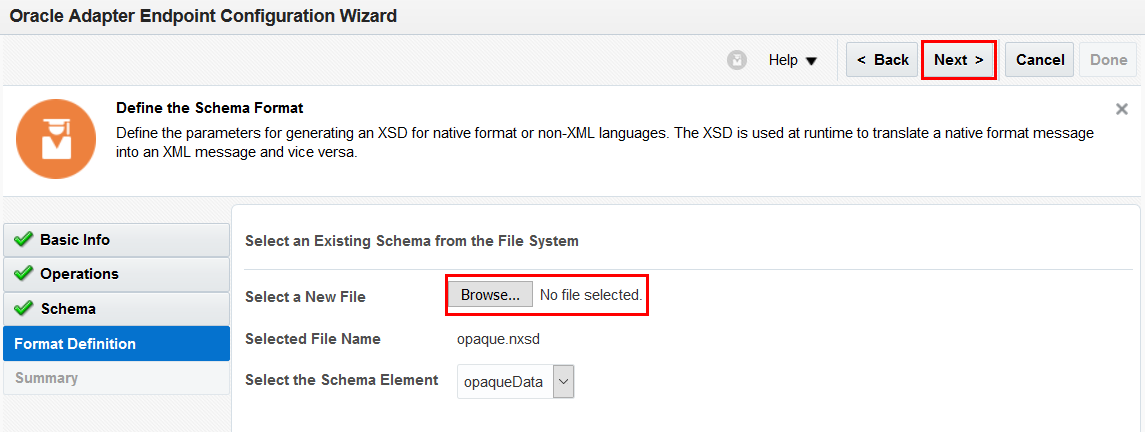 Oracle Adapter Endpoint Configuration Wizard
Help
< Back
Next >
Cancel
Done
Define the Schema Format
Define the parameters for generating an XSD for native format or non-XML languages. The XSD is used at runtime to translate a native format message
into an XML message and vice versa.
Basic Info
Operations
Schema
Format Definition
Summary
Select an Existing Schema from the File System
Select a New File Browse... No file selected.
Selected File Name opaque.nxsd
Select the Schema Element opaqueData